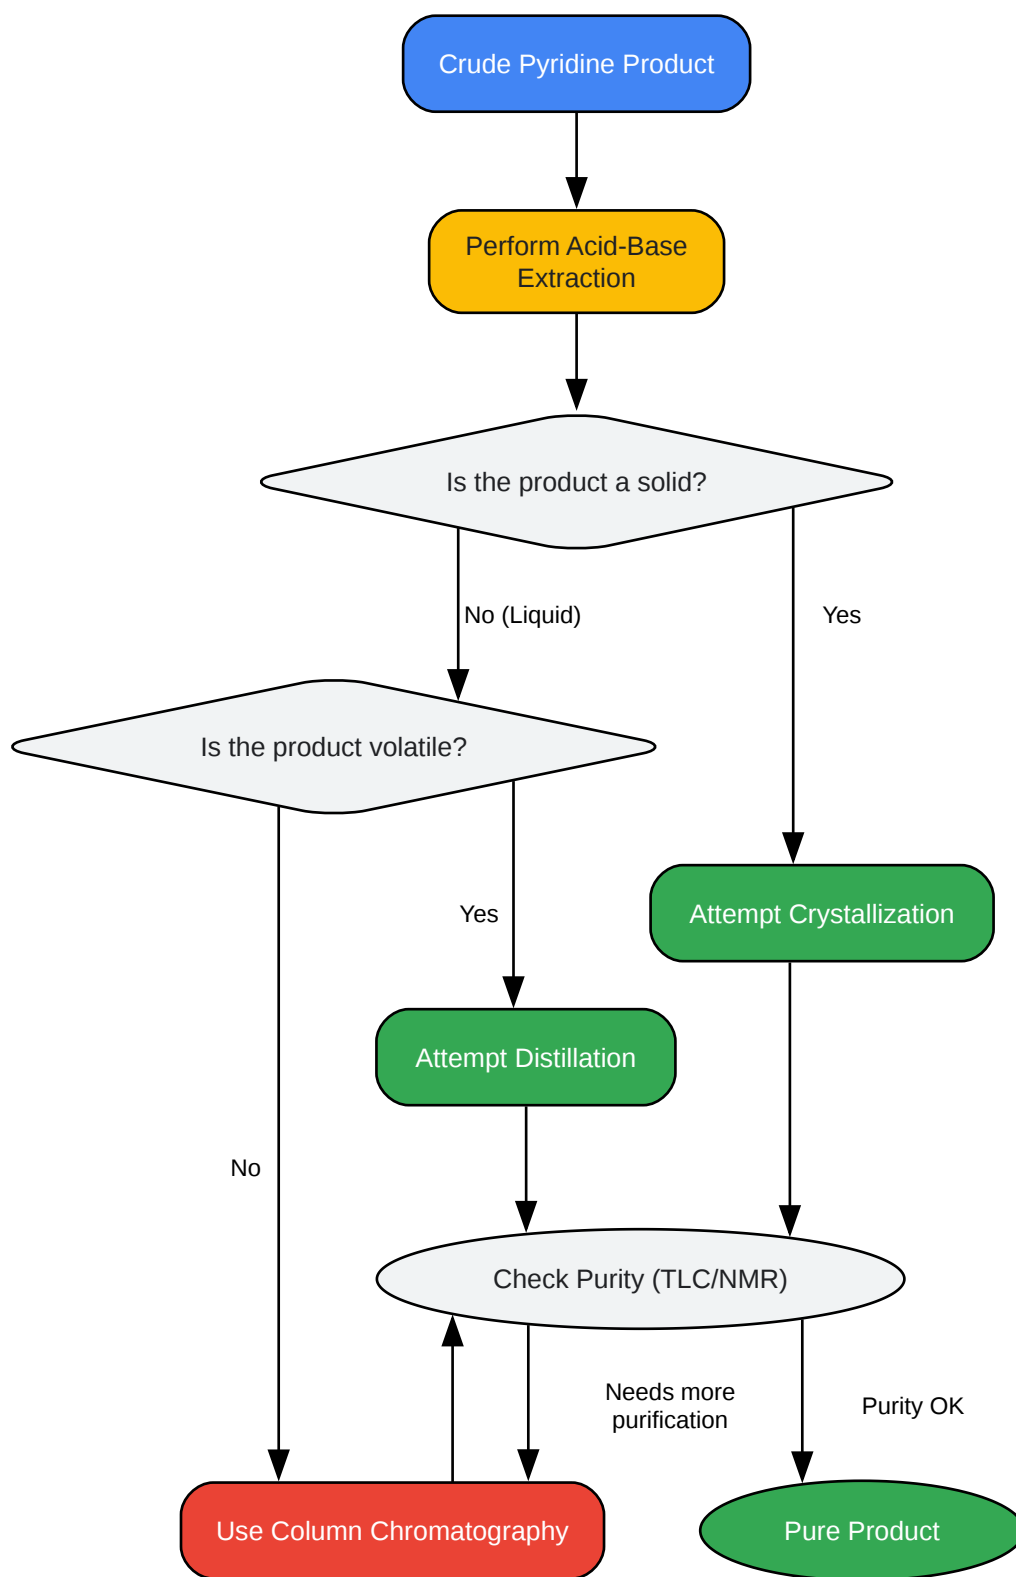 Crude Pyridine Product
Perform Acid-Base
Extraction
Is the product a solid?
No (Liquid)
Yes
Is the product volatile?
Yes
Attempt Crystallization
Attempt Distillation
No
Check Purity (TLC/NMR)
Needs more
purification
Purity OK
Use Column Chromatography
Pure Product